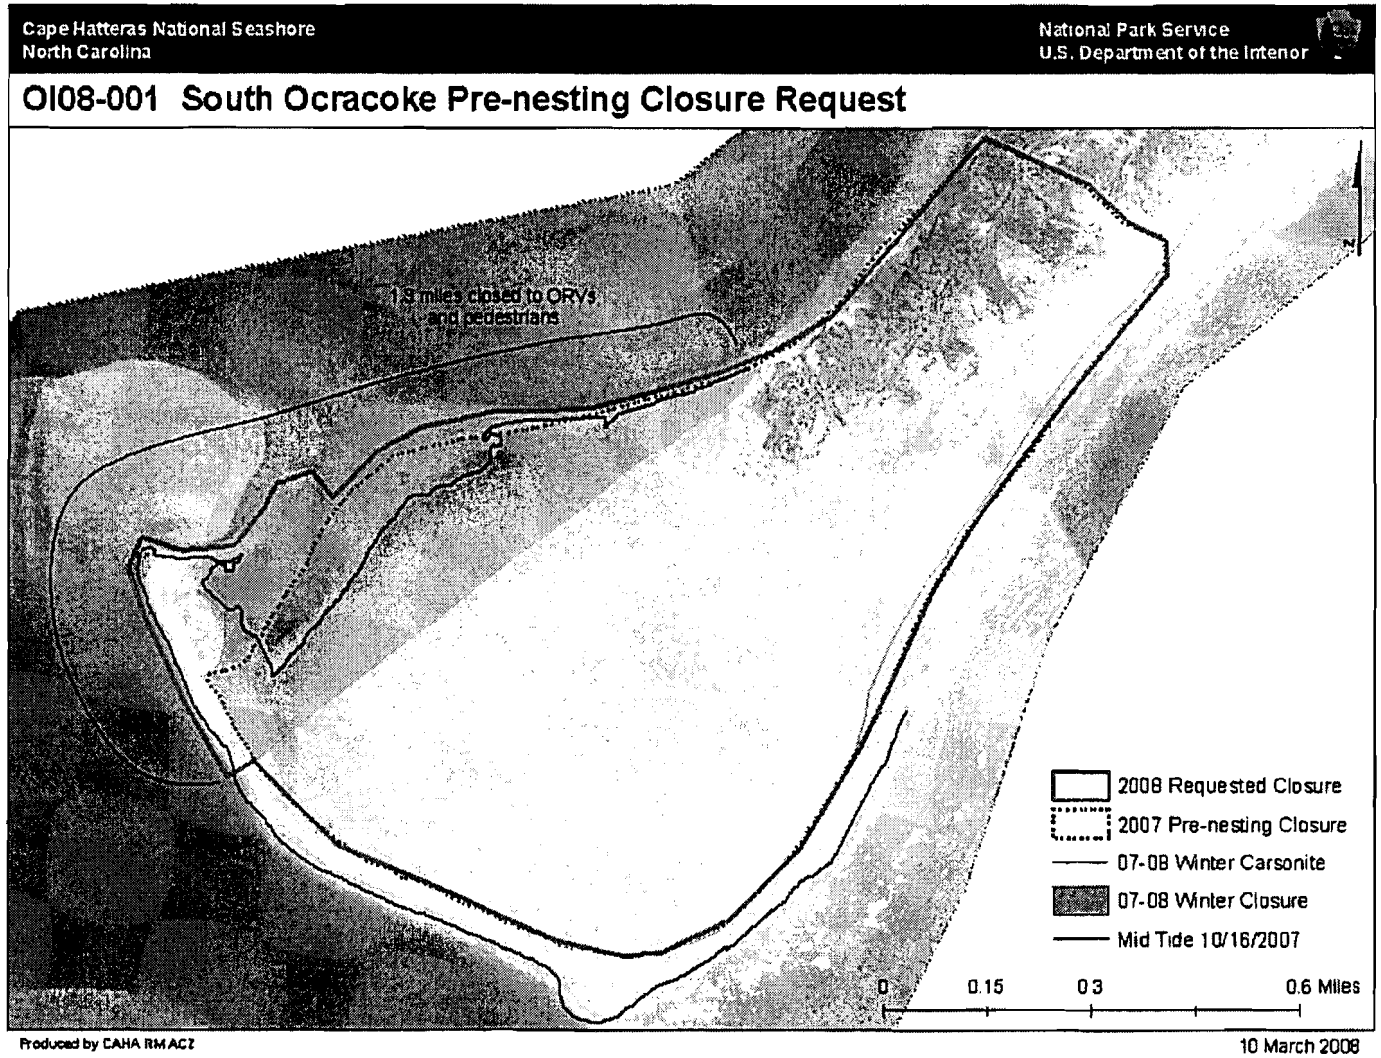 Cape Hatteras National Seashore
North Carolina
National Park Service
U.S. Department of the Interior
OI08-001 South Ocracoke Pre-nesting Closure Request
N
miles closed to ORVs
and pedestrians
2008 Requested Closure
2007 Pre-nesting Closure
07-08 Winter Carsonite
07-08 Winter Closure
Mid Tide 10/16/2007
0 0.15 0.3 0.6 Miles
Produced by CAHA RM
10 March 2008